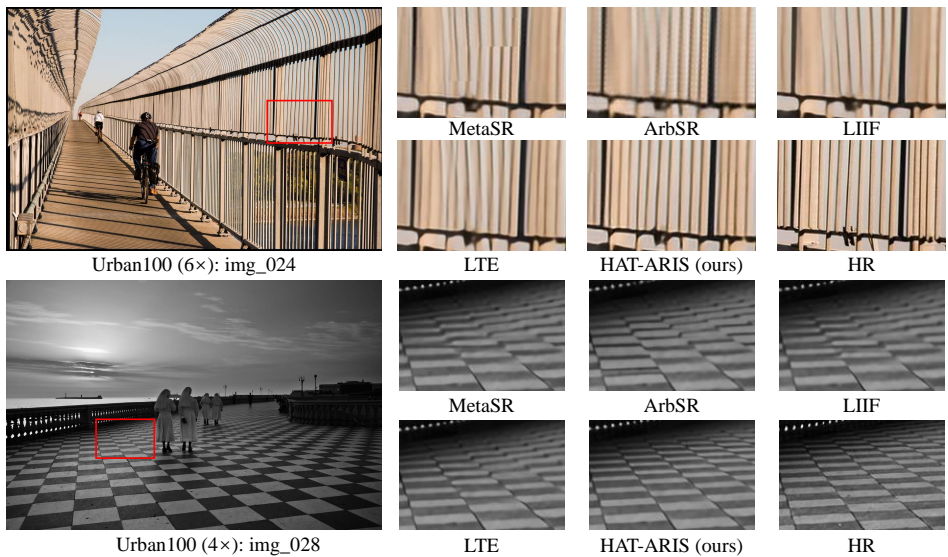 MetaSR ArbSR LIIF
LTE HAT-ARIS (ours) HR
Urban100 (6×): img_024
MetaSR ArbSR LIIF
LTE HAT-ARIS (ours) HR
Urban100 (4×): img_028